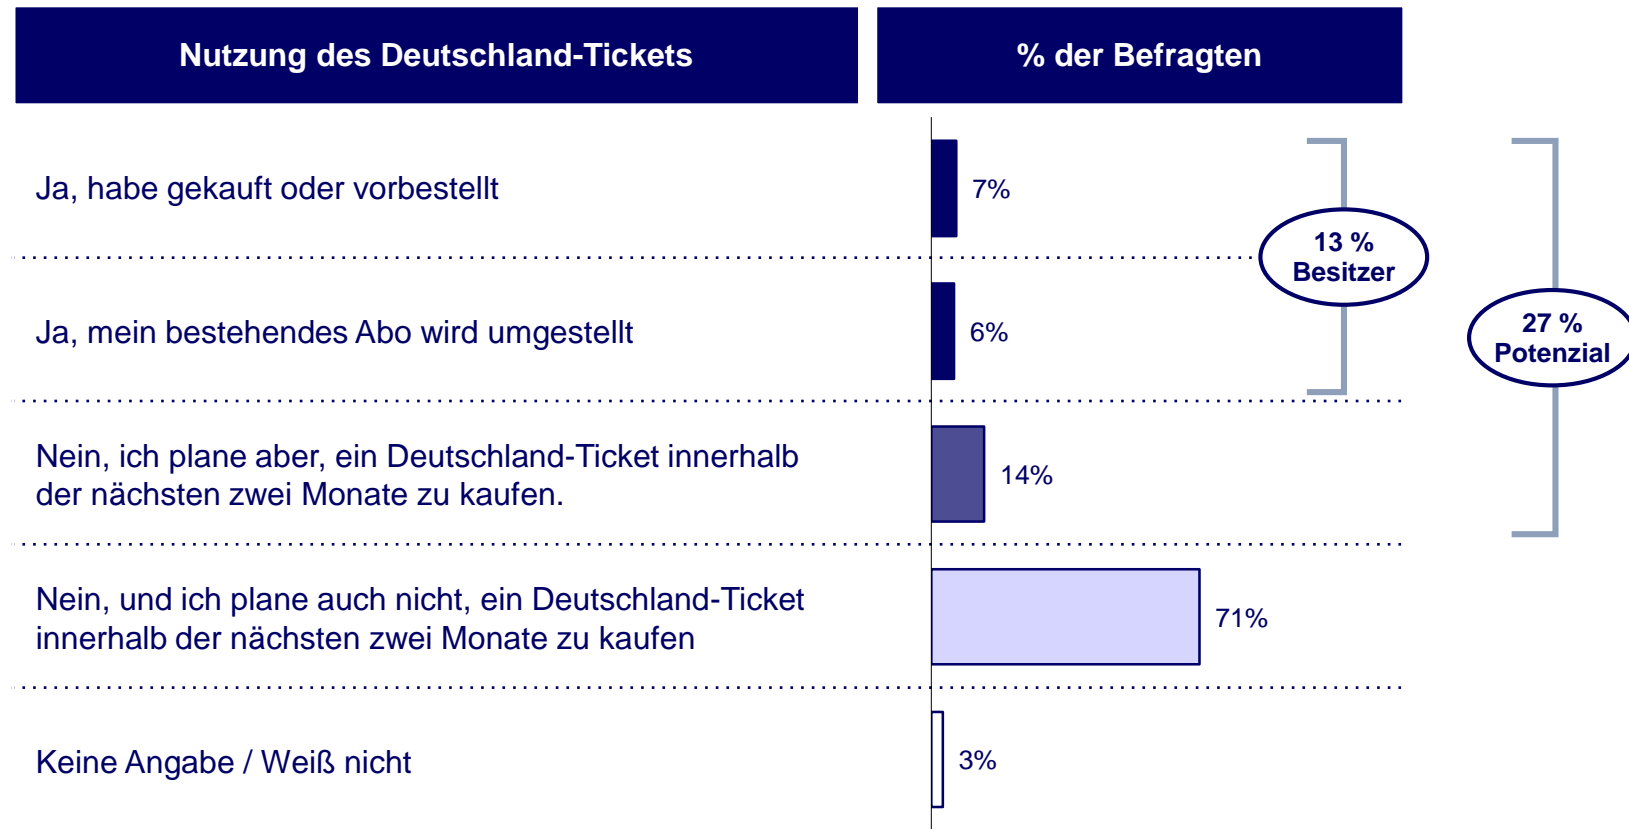 Nutzung des Deutschland-Tickets
% der Befragten
Ja, habe gekauft oder vorbestellt
7%
13 %
Besitzer
Ja, mein bestehendes Abo wird umgestellt
6%
27 %
Potenzial
Nein, ich plane aber, ein Deutschland-Ticket innerhalb
der nächsten zwei Monate zu kaufen.
14%
Nein, und ich plane auch nicht, ein Deutschland-Ticket
innerhalb der nächsten zwei Monate zu kaufen
71%
Keine Angabe / Weiß nicht
3%